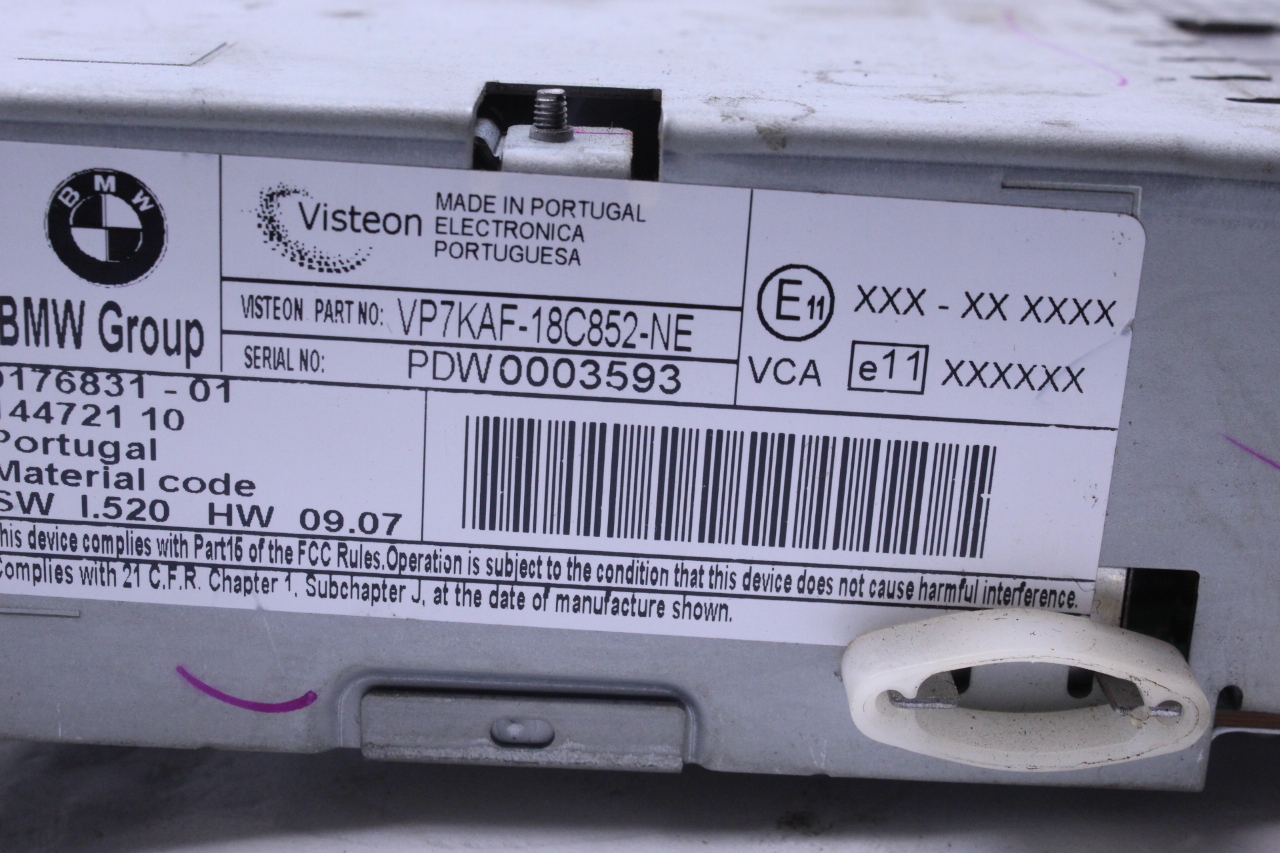 BMW
BMW Group
Visteon
MADE IN PORTUGAL
ELECTRONICA
PORTUGUESA
VISTEON PART NO: VP7KAF-18C852-NE
SERIAL NO: PDW0003593
E11 XXX - XX XXXX
VCA e11 XXXXXX
176831 - 01
44721 10
Portugal
Material code
SW I.520 HW 09.07
This device complies with Part15 of the FCC Rules.Operation is subject to the condition that this device does not cause harmful interference.
Complies with 21 C.F.R. Chapter 1, Subchapter J, at the date of manufacture shown.